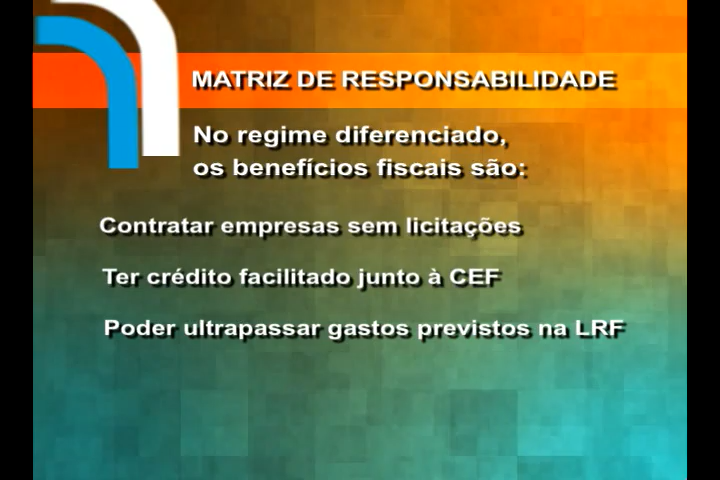 MATRIZ DE RESPONSABILIDADE
No regime diferenciado,
os benefícios fiscais são:
Contratar empresas sem licitações
Ter crédito facilitado junto à CEF
Poder ultrapassar gastos previstos na LRF